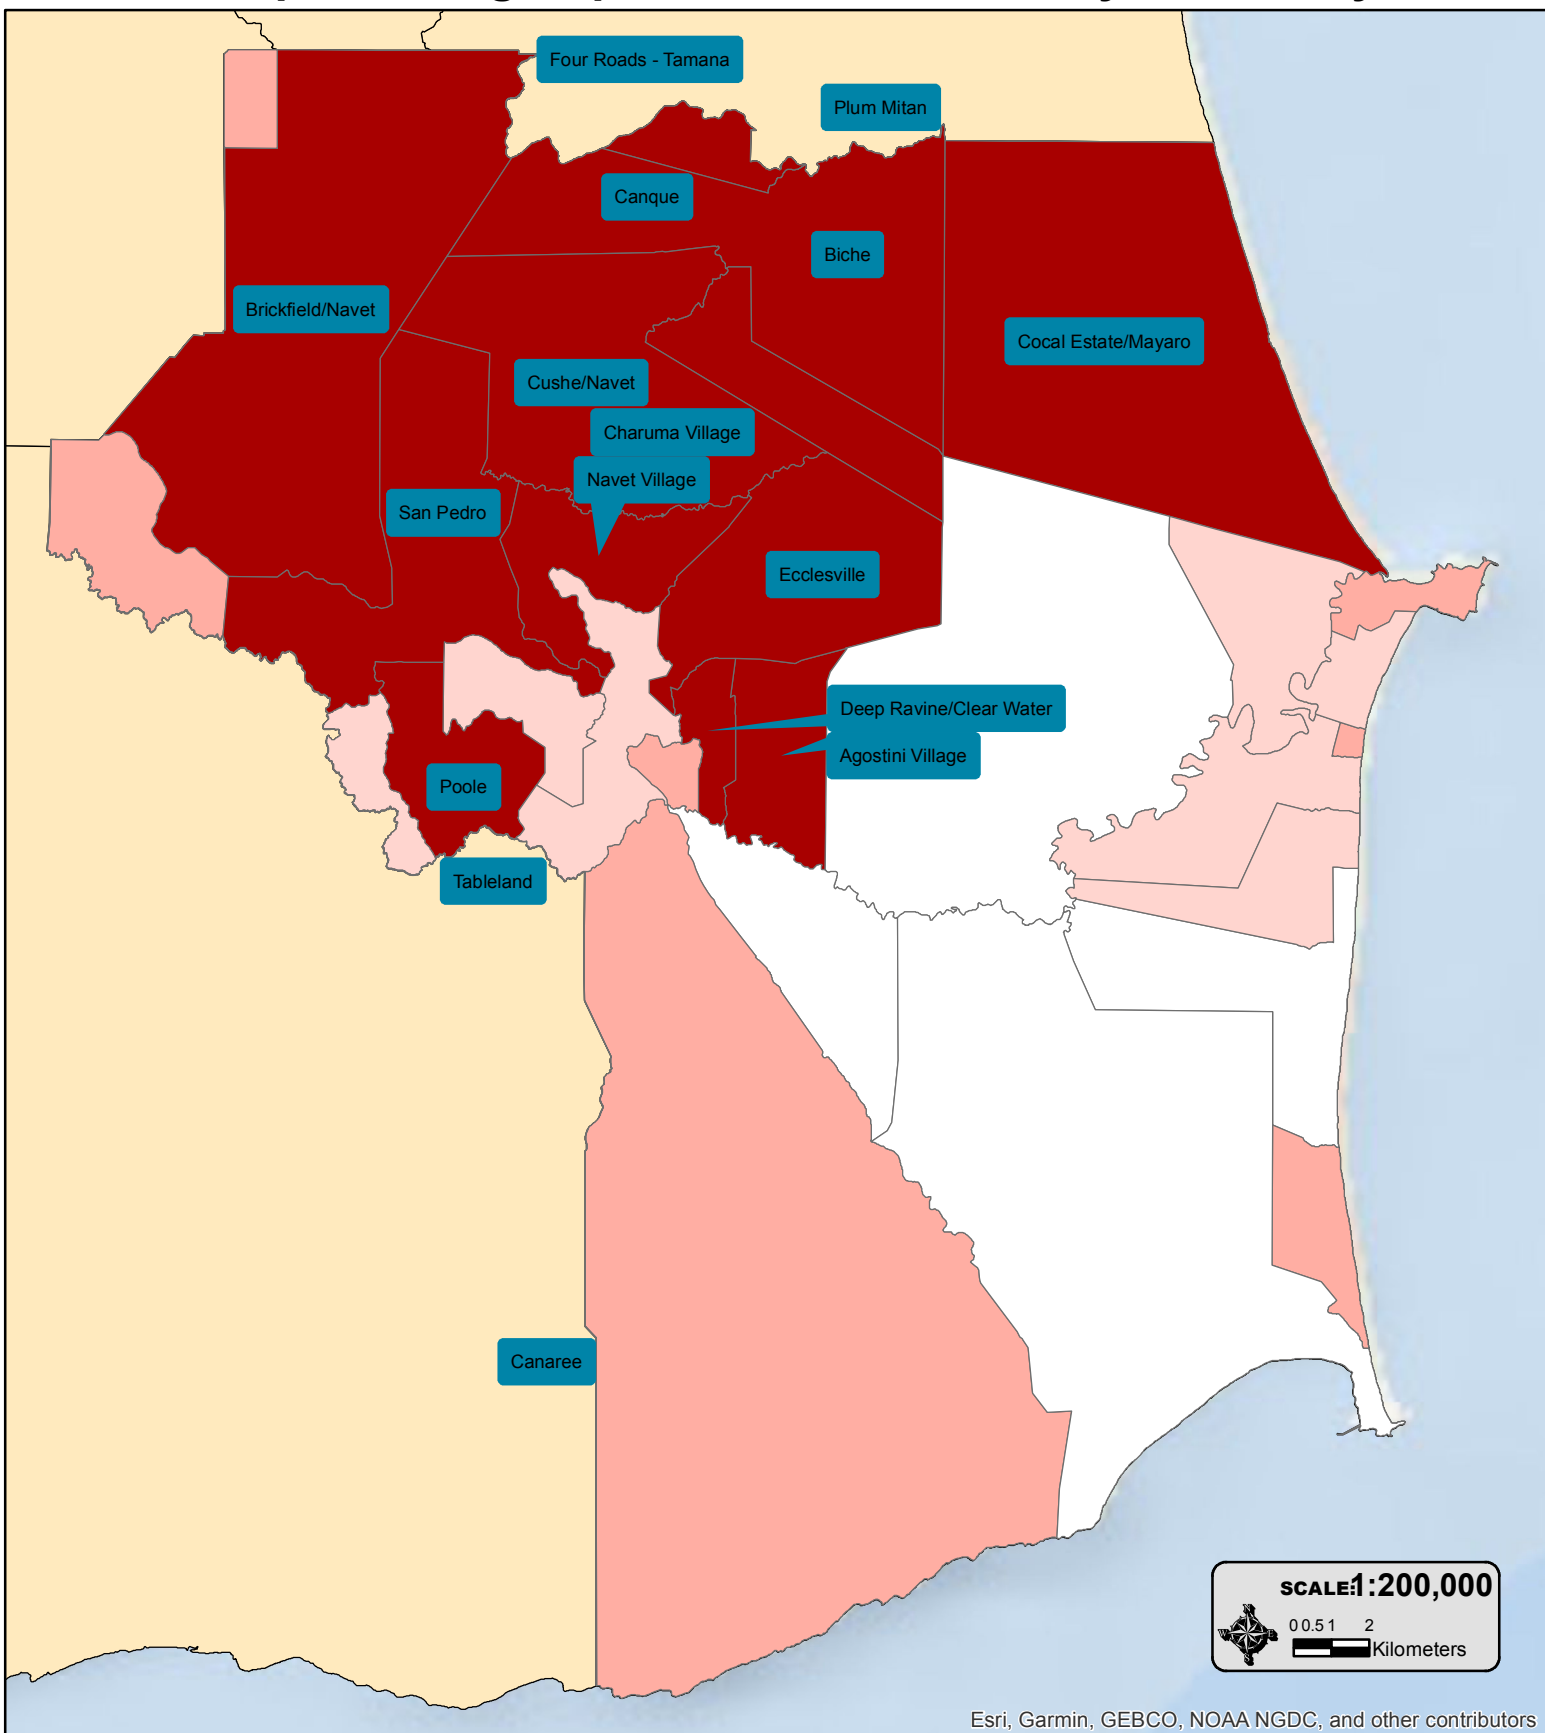 Four Roads - Tamana
Plum Mitan
Canque
Biche
Brickfield/Navet
Cocal Estate/Mayaro
Cushe/Navet
Charuma Village
Navet Village
San Pedro
Ecclesville
Deep Ravine/Clear Water
Agostini Village
Poole
Tableland
Canaree
SCALE:1:200,000
0 0.5 1 2
Kilometers
Esri, Garmin, GEBCO, NOAA NGDC, and other contributors